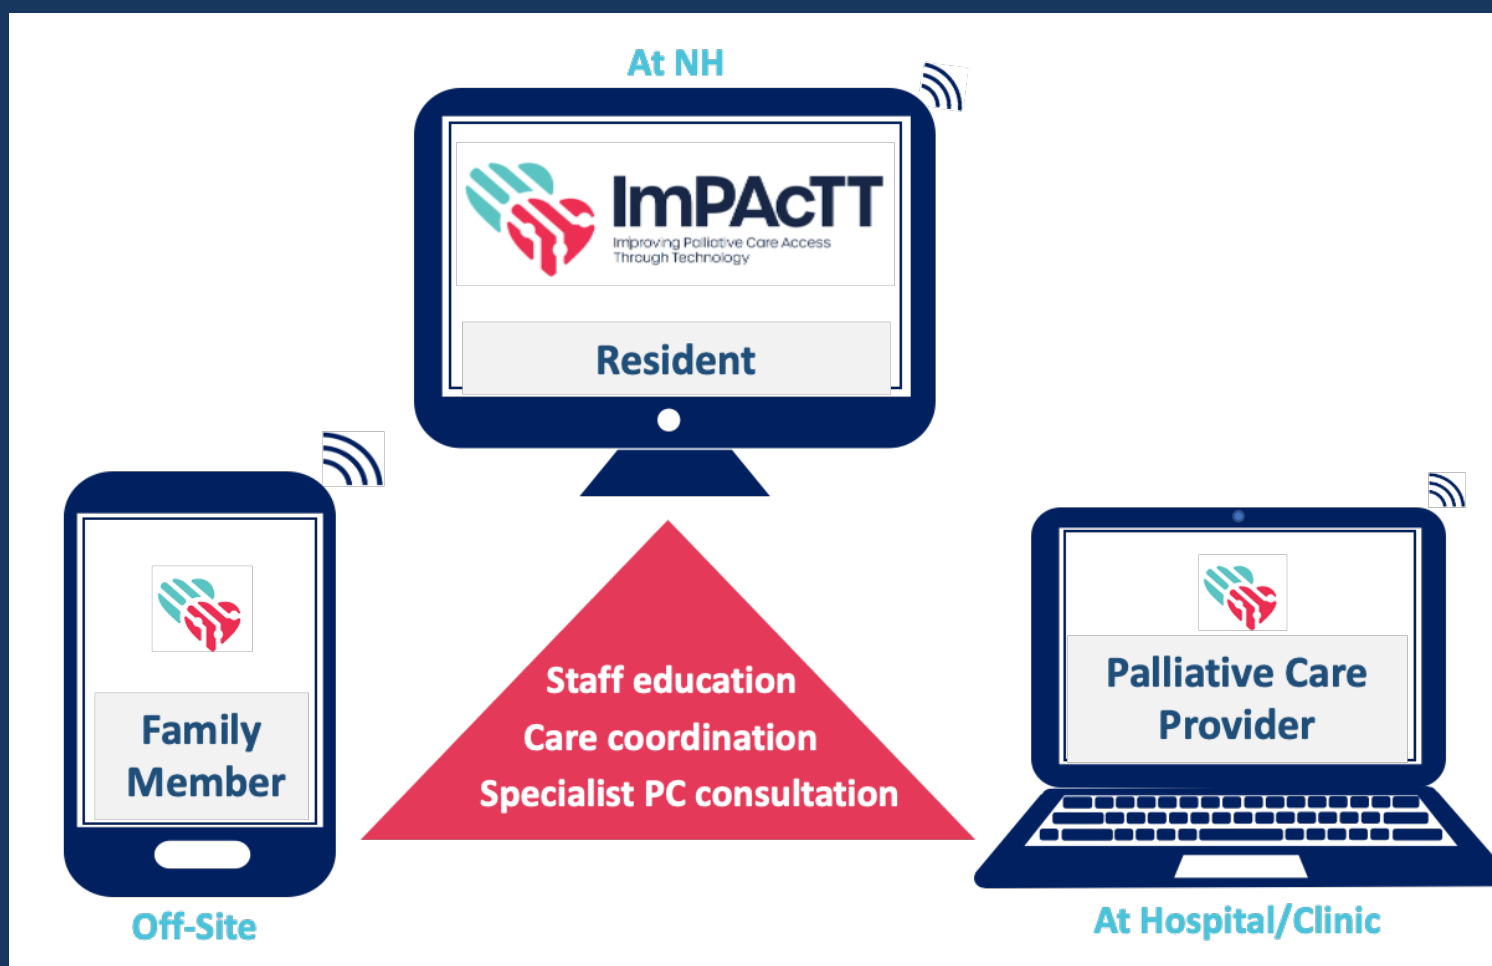 At NH
ImPAcTT
Improving Palliative Care Access
Through Technology
Resident
Family
Member
Off-Site
Staff education
Care coordination
Specialist PC consultation
Palliative Care
Provider
At Hospital/Clinic